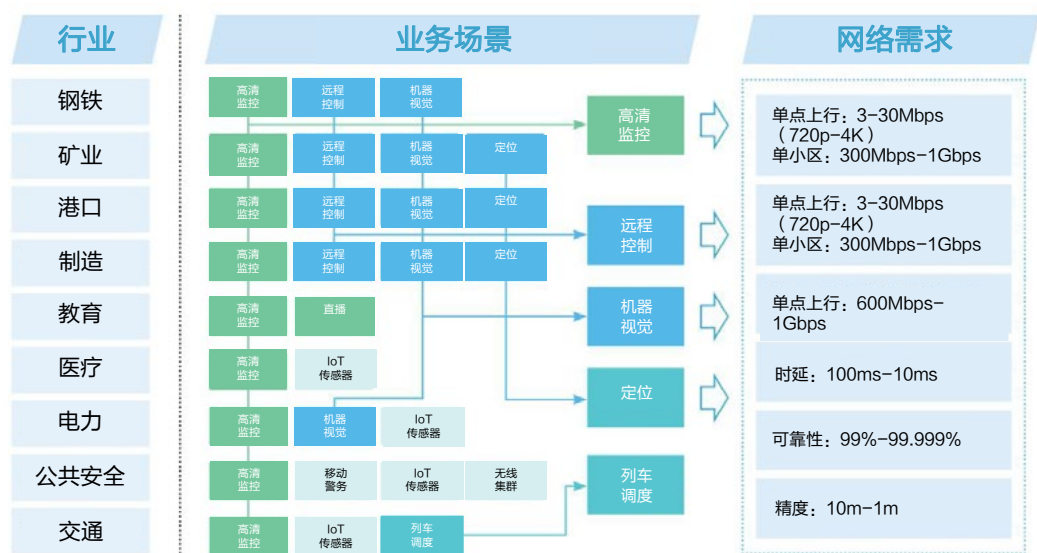 行业
业务场景
网络需求
钢铁
高清
监控
远程
控制
机器
视觉
矿业
高清
监控
远程
控制
机器
视觉
定位
港口
高清
监控
远程
控制
机器
视觉
定位
制造
高清
监控
远程
控制
机器
视觉
定位
教育
高清
监控
直播
医疗
高清
监控
IoT
传感器
电力
高清
监控
机器
视觉
IoT
传感器
公共安全
高清
监控
移动
警务
IoT
传感器
无线
集群
交通
高清
监控
IoT
传感器
列车
调度
高清
监控
远程
控制
机器
视觉
定位
列车
调度
单点上行：3-30Mbps
（720p-4K）
单小区：300Mbps-1Gbps
单点上行：3-30Mbps
（720p-4K）
单小区：300Mbps-1Gbps
单点上行：600Mbps-
1Gbps
时延：100ms-10ms
可靠性：99%-99.999%
精度：10m-1m